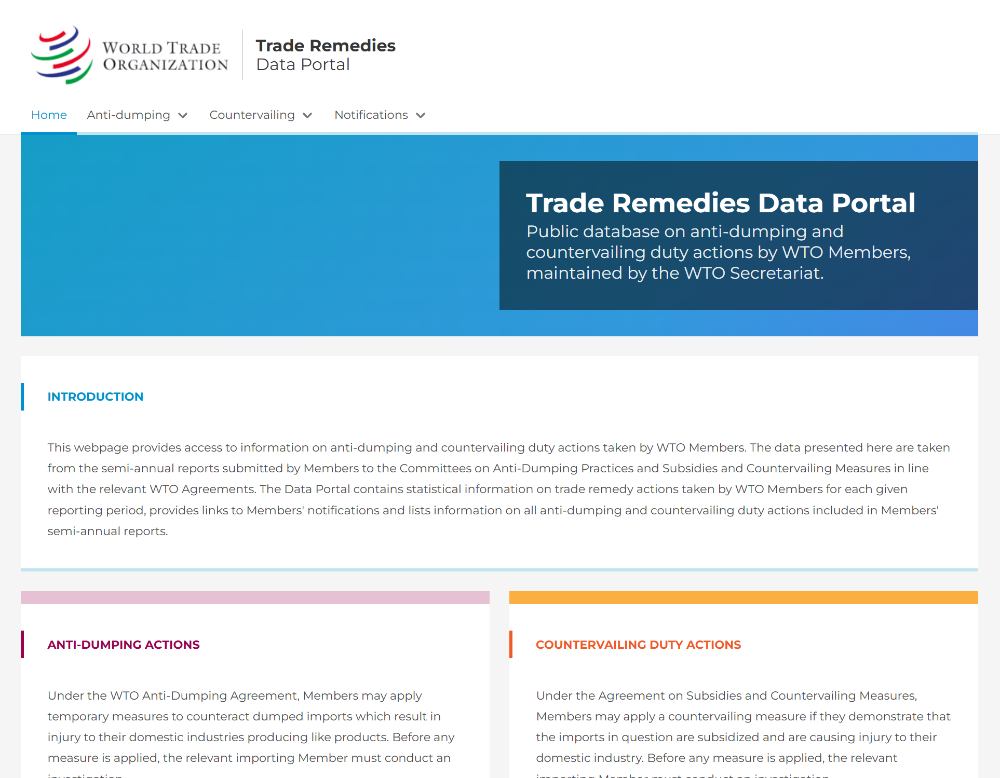 WORLD TRADE
ORGANIZATION
Trade Remedies
Data Portal
Home Anti-dumping Countervailing Notifications
Trade Remedies Data Portal
Public database on anti-dumping and
countervailing duty actions by WTO Members,
maintained by the WTO Secretariat.
INTRODUCTION
This webpage provides access to information on anti-dumping and countervailing duty actions taken by WTO Members. The data presented here are taken
from the semi-annual reports submitted by Members to the Committees on Anti-Dumping Practices and Subsidies and Countervailing Measures in line
with the relevant WTO Agreements. The Data Portal contains statistical information on trade remedy actions taken by WTO Members for each given
reporting period, provides links to Members' notifications and lists information on all anti-dumping and countervailing duty actions included in Members'
semi-annual reports.
ANTI-DUMPING ACTIONS
Under the WTO Anti-Dumping Agreement, Members may apply
temporary measures to counteract dumped imports which result in
injury to their domestic industries producing like products. Before any
measure is applied, the relevant importing Member must conduct an
investigation.
COUNTERVAILING DUTY ACTIONS
Under the Agreement on Subsidies and Countervailing Measures,
Members may apply a countervailing measure if they demonstrate that
the imports in question are subsidized and are causing injury to their
domestic industry. Before any measure is applied, the relevant
importing Member must conduct an investigation.